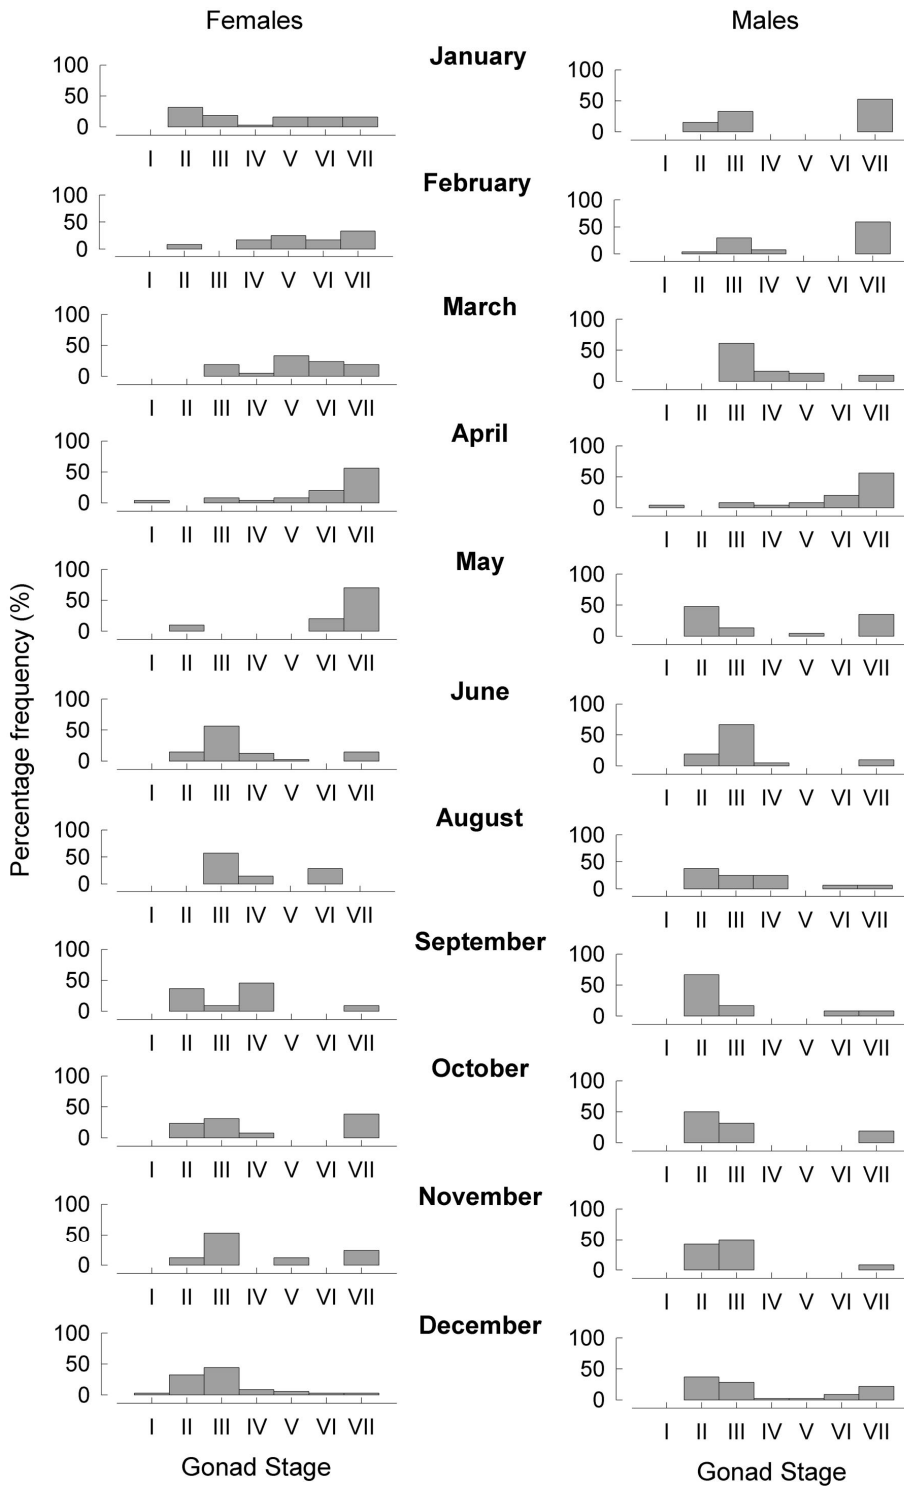 Females Males
January
100 100
50 50
0 0
I II III IV V VI VII I II III IV V VI VII
February
100 100
50 50
0 0
I II III IV V VI VII I II III IV V VI VII
March
100 100
50 50
0 0
I II III IV V VI VII I II III IV V VI VII
April
100 100
50 50
0 0
I II III IV V VI VII I II III IV V VI VII
May
100 100
50 50
0 0
I II III IV V VI VII I II III IV V VI VII
June
100 100
50 50
0 0
I II III IV V VI VII I II III IV V VI VII
August
100 100
50 50
0 0
I II III IV V VI VII I II III IV V VI VII
September
100 100
50 50
0 0
I II III IV V VI VII I II III IV V VI VII
October
100 100
50 50
0 0
I II III IV V VI VII I II III IV V VI VII
November
100 100
50 50
0 0
I II III IV V VI VII I II III IV V VI VII
December
100 100
50 50
0 0
I II III IV V VI VII I II III IV V VI VII
Gonad Stage Gonad Stage
Percentage frequency (%)